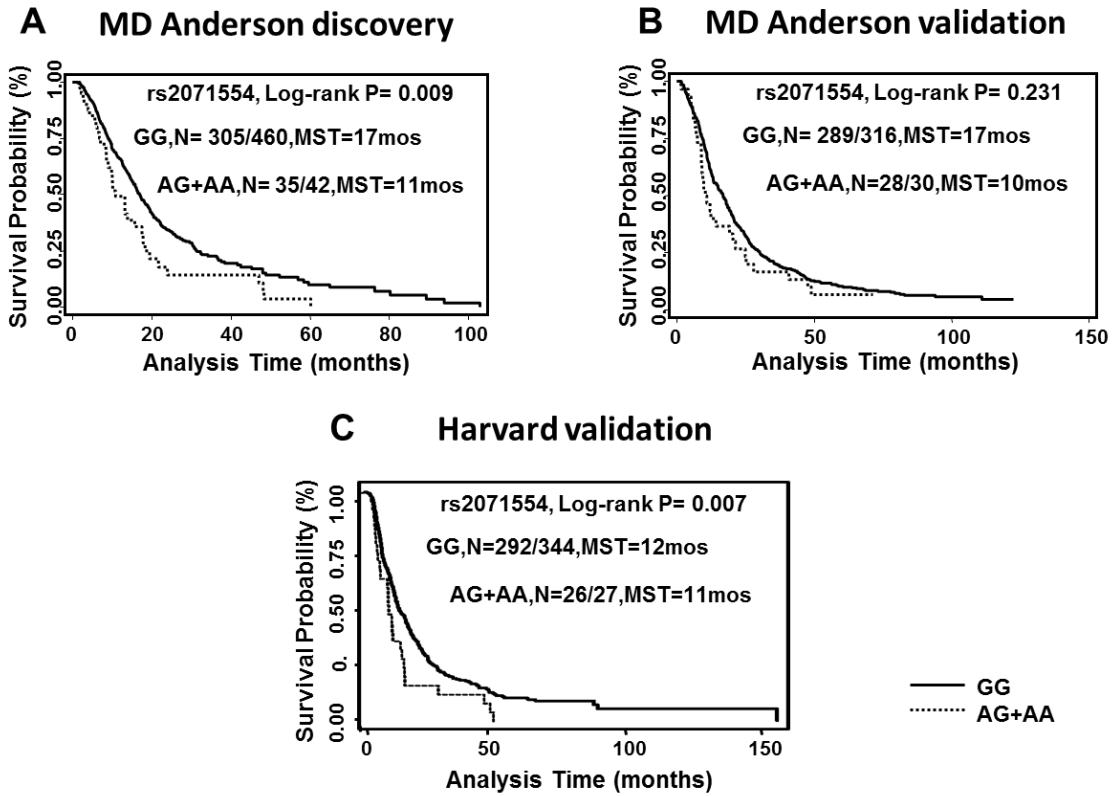 A MD Anderson discovery
rs2071554, Log-rank P= 0.009
GG,N= 305/460,MST=17mos
AG+AA,N= 35/42,MST=11mos
Survival Probability (%)
1.00
0.75
0.50
0.25
0.00
0 20 40 60 80 100
Analysis Time (months)
B MD Anderson validation
rs2071554, Log-rank P= 0.231
GG,N= 289/316,MST=17mos
AG+AA,N=28/30,MST=10mos
Survival Probability (%)
1.00
0.75
0.50
0.25
0.00
0 50 100 150
Analysis Time (months)
C Harvard validation
rs2071554, Log-rank P= 0.007
GG,N=292/344,MST=12mos
AG+AA,N=26/27,MST=11mos
Survival Probability (%)
1.00
0.75
0.50
0.
0.00
0 50 100 150
Analysis Time (months)
GG
AG+AA